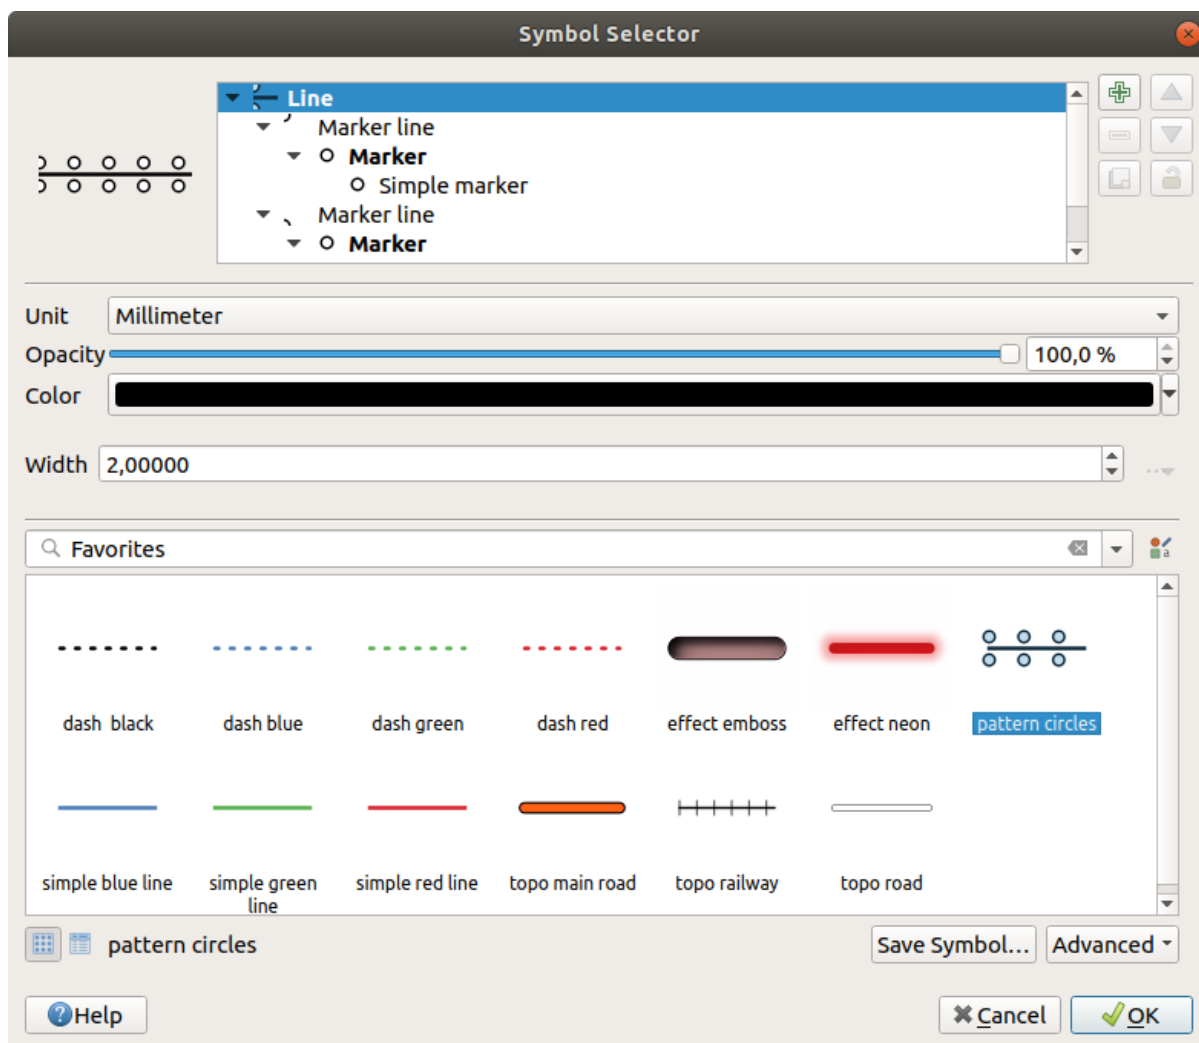 Symbol Selector
Line
Marker line
Marker
Simple marker
Marker line
Marker
Unit Millimeter
Opacity 100,0 %
Color
Width 2,00000
Favorites
dash  black dash blue dash green dash red effect emboss effect neon pattern circles
simple blue line simple green simple red line topo main road topo railway topo road
line
pattern circles Save Symbol... Advanced
Help Cancel OK